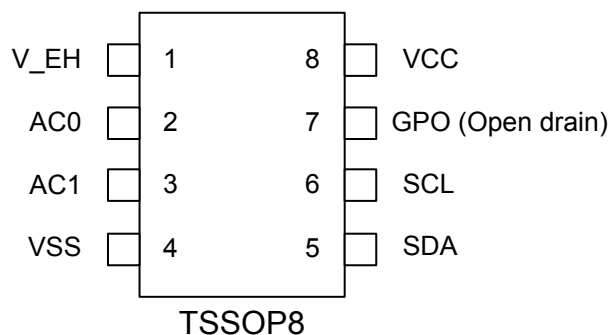 V_EH 1 8 VCC
AC0 2 7 GPO (Open drain)
AC1 3 6 SCL
VSS 4 5 SDA
TSSOP8